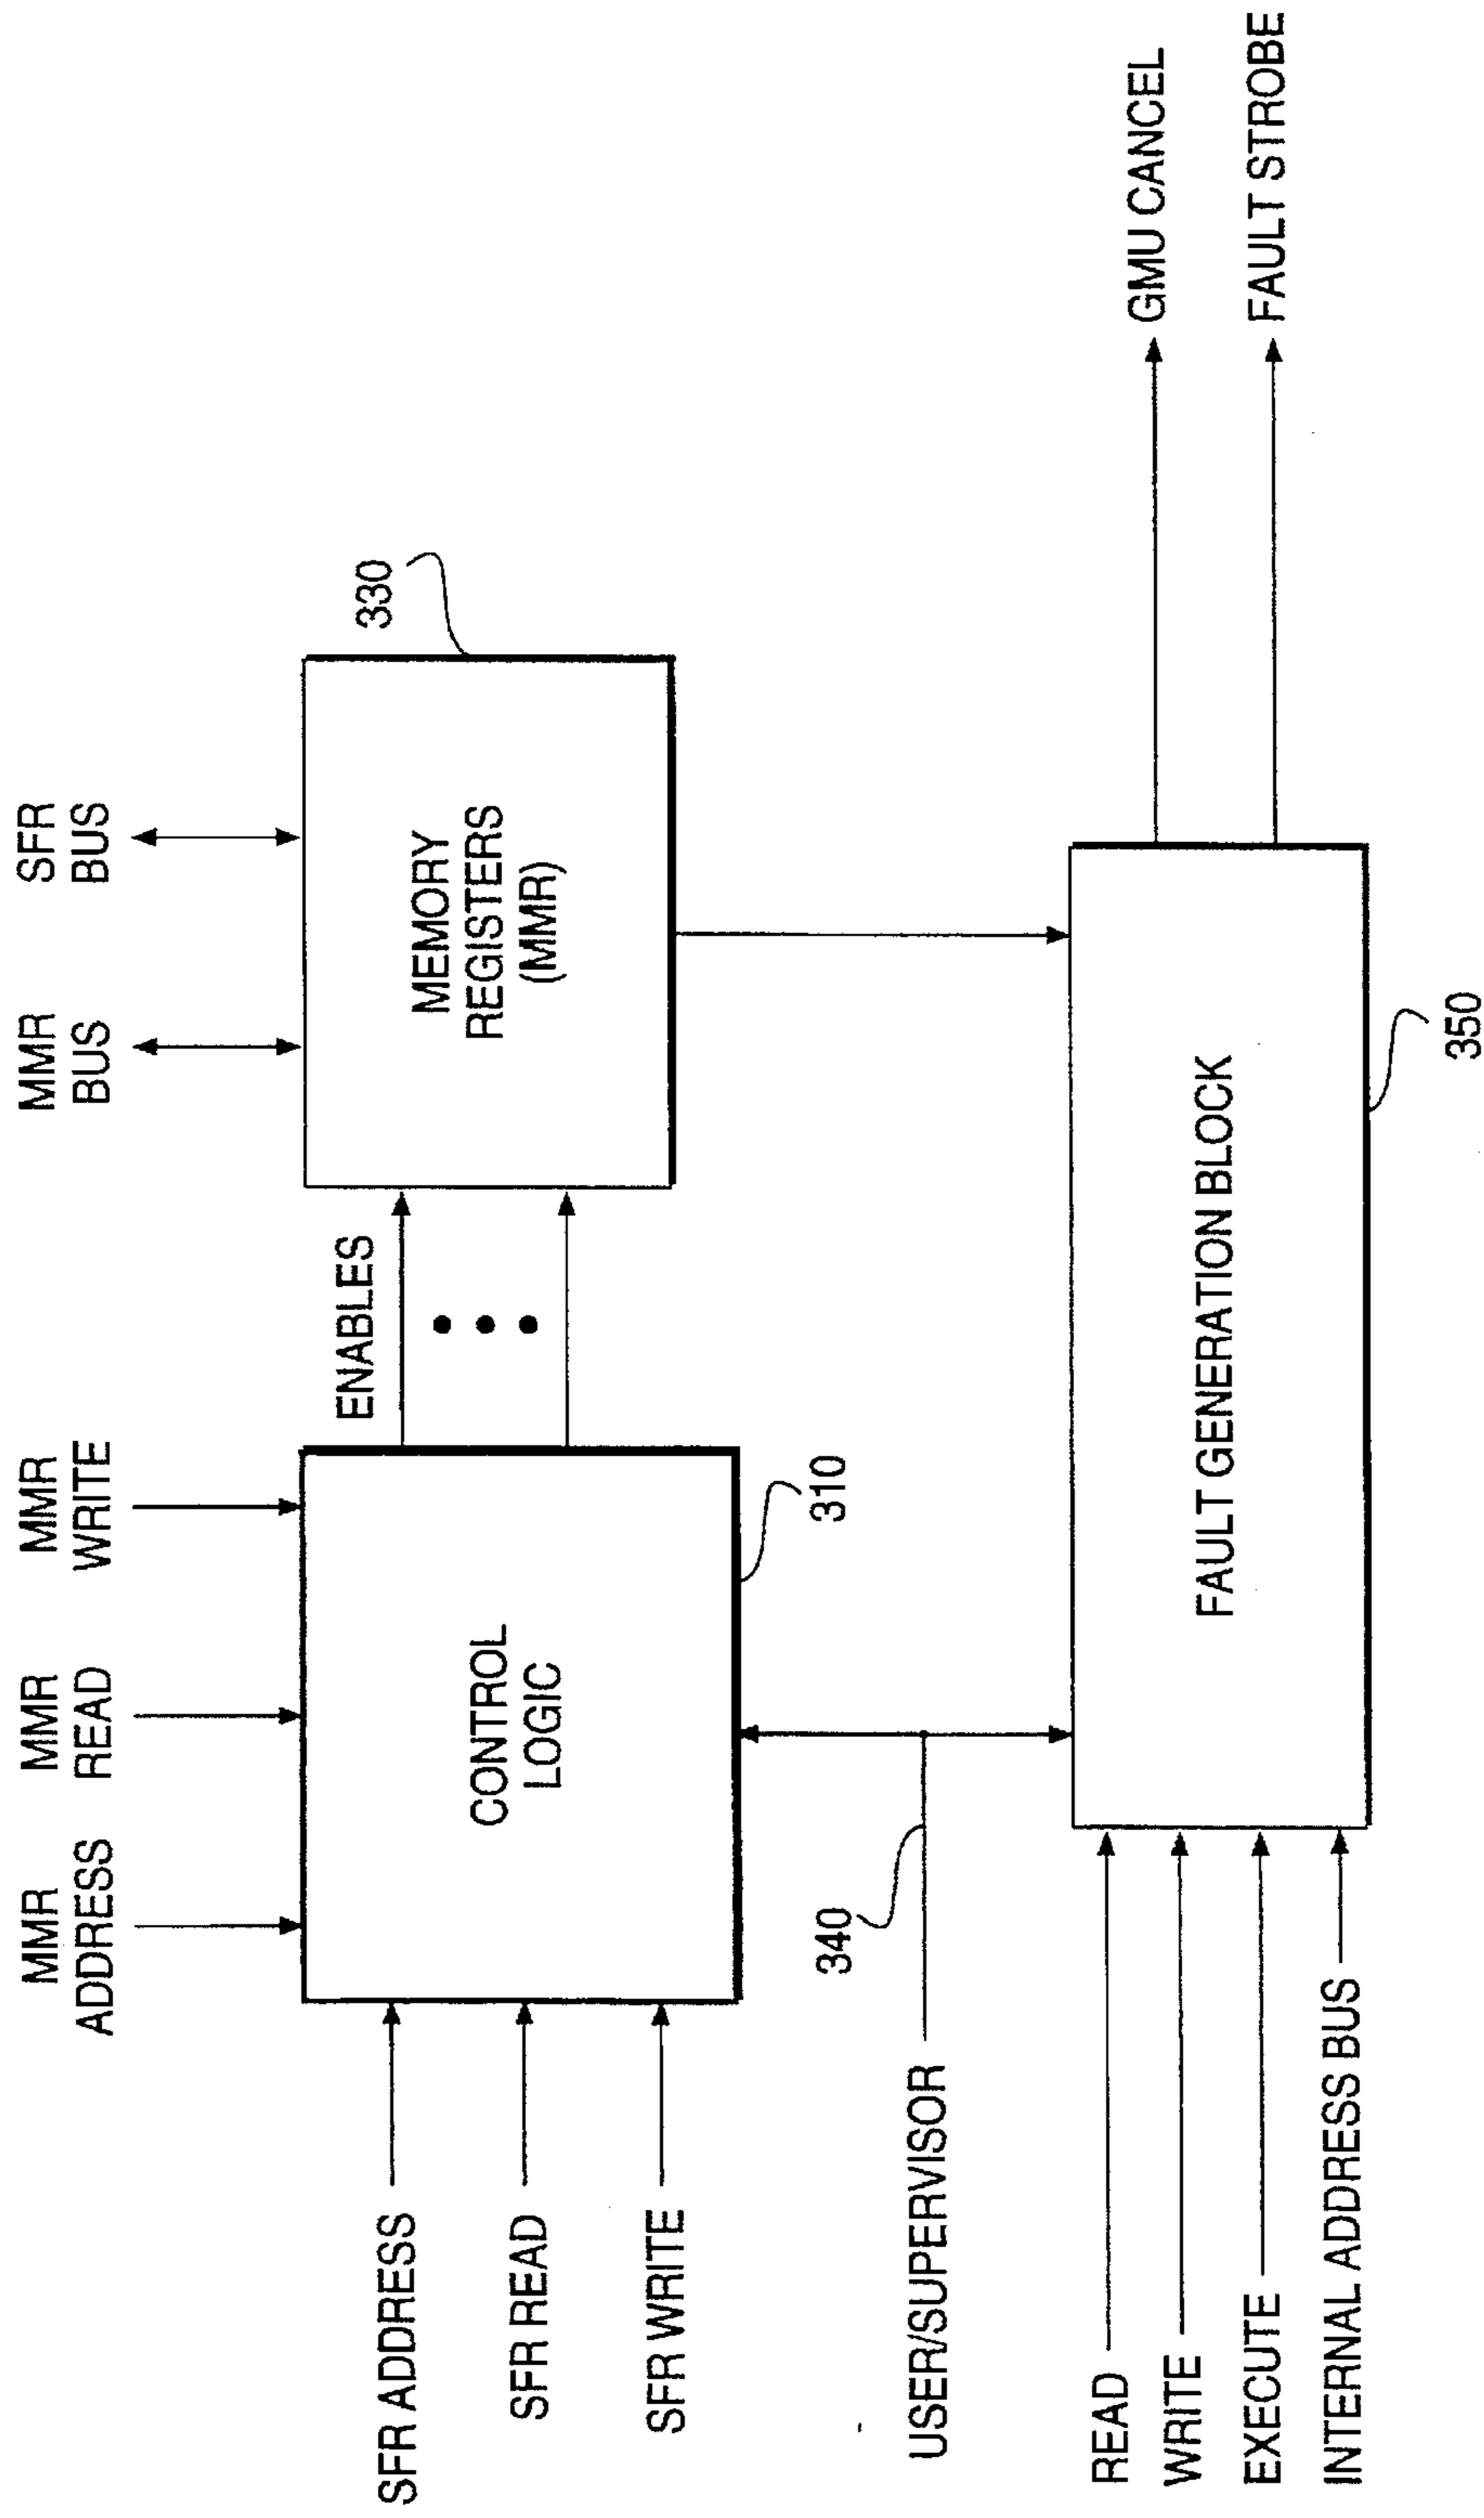 MMR
ADDRESS
MMR
READ
MMR
WRITE
MMR
BUS
SFR
BUS
SFR ADDRESS
SFR READ
SFR WRITE
CONTROL
LOGIC
310
ENABLES
MEMORY
REGISTERS
(MMR)
330
USER/SUPERVISOR
340
READ
WRITE
EXECUTE
INTERNAL ADDRESS BUS
FAULT GENERATION BLOCK
350
GMU CANCEL
FAULT STROBE